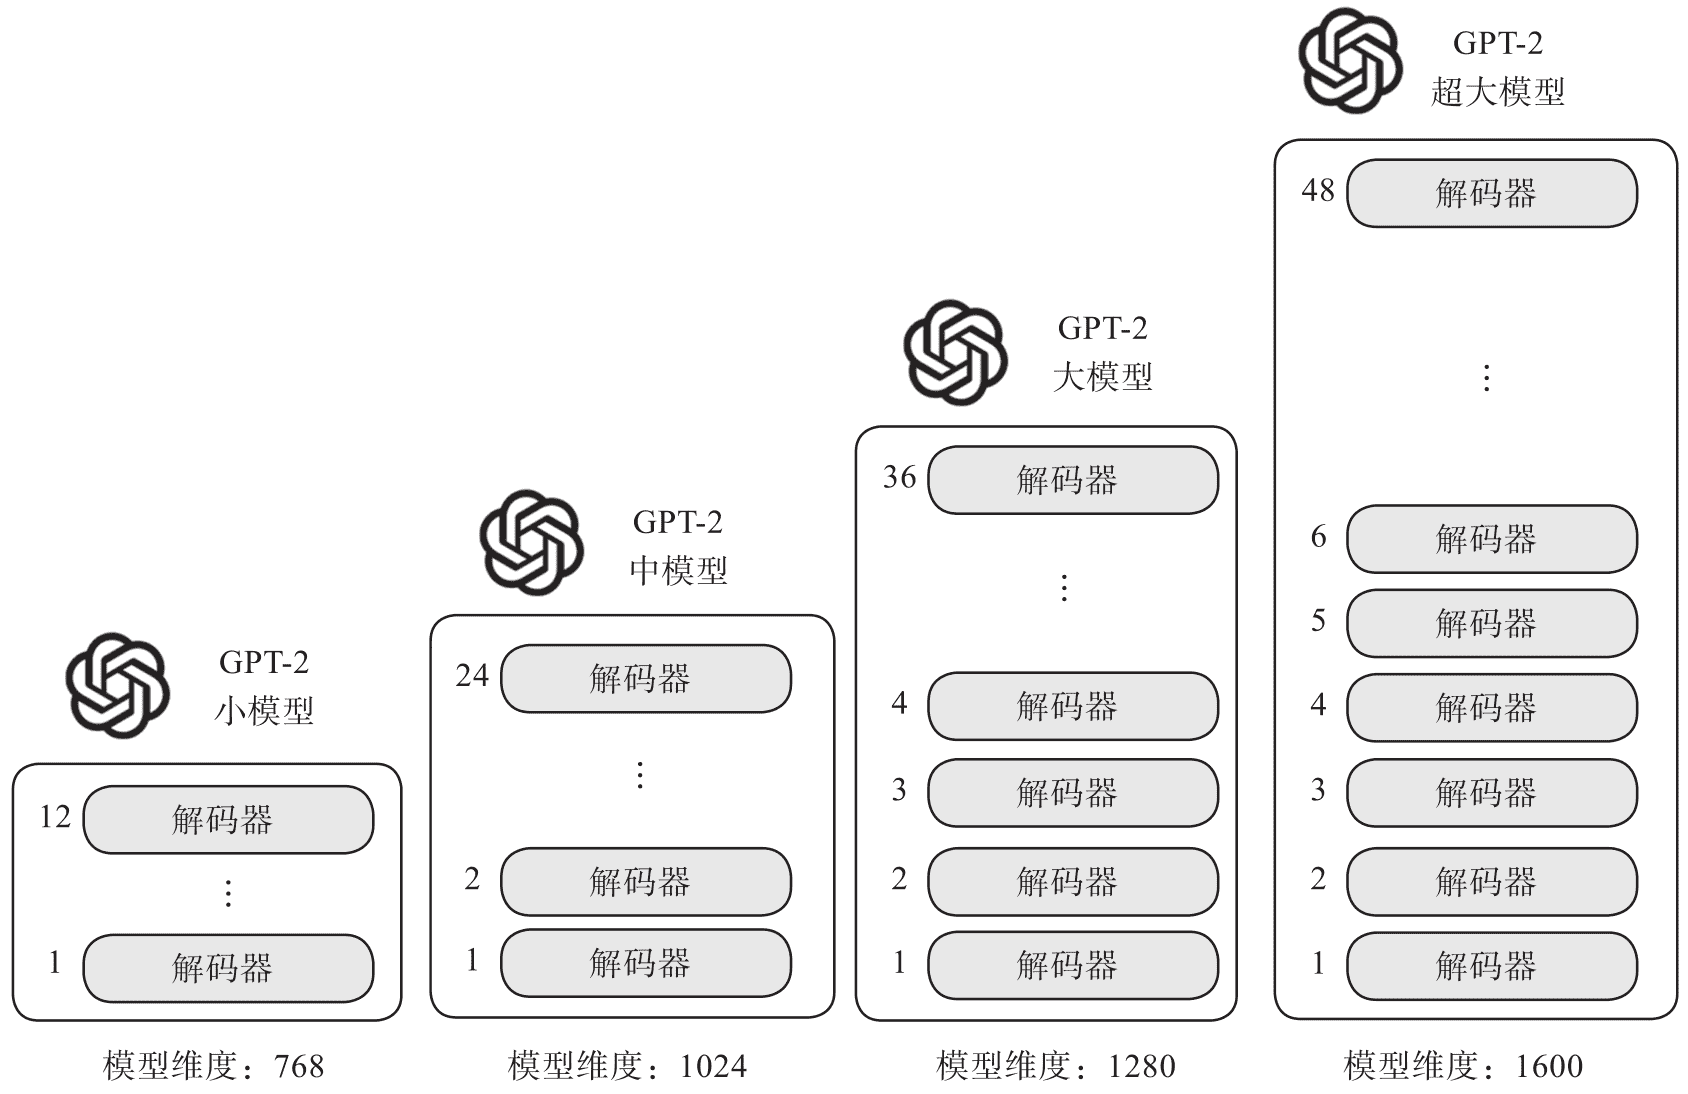 GPT-2
小模型
12 解码器
⋮
1 解码器
模型维度：768
GPT-2
中模型
24 解码器
⋮
2 解码器
1 解码器
模型维度：1024
GPT-2
大模型
36 解码器
⋮
4 解码器
3 解码器
2 解码器
1 解码器
模型维度：1280
GPT-2
超大模型
48 解码器
⋮
6 解码器
5 解码器
4 解码器
3 解码器
2 解码器
1 解码器
模型维度：1600